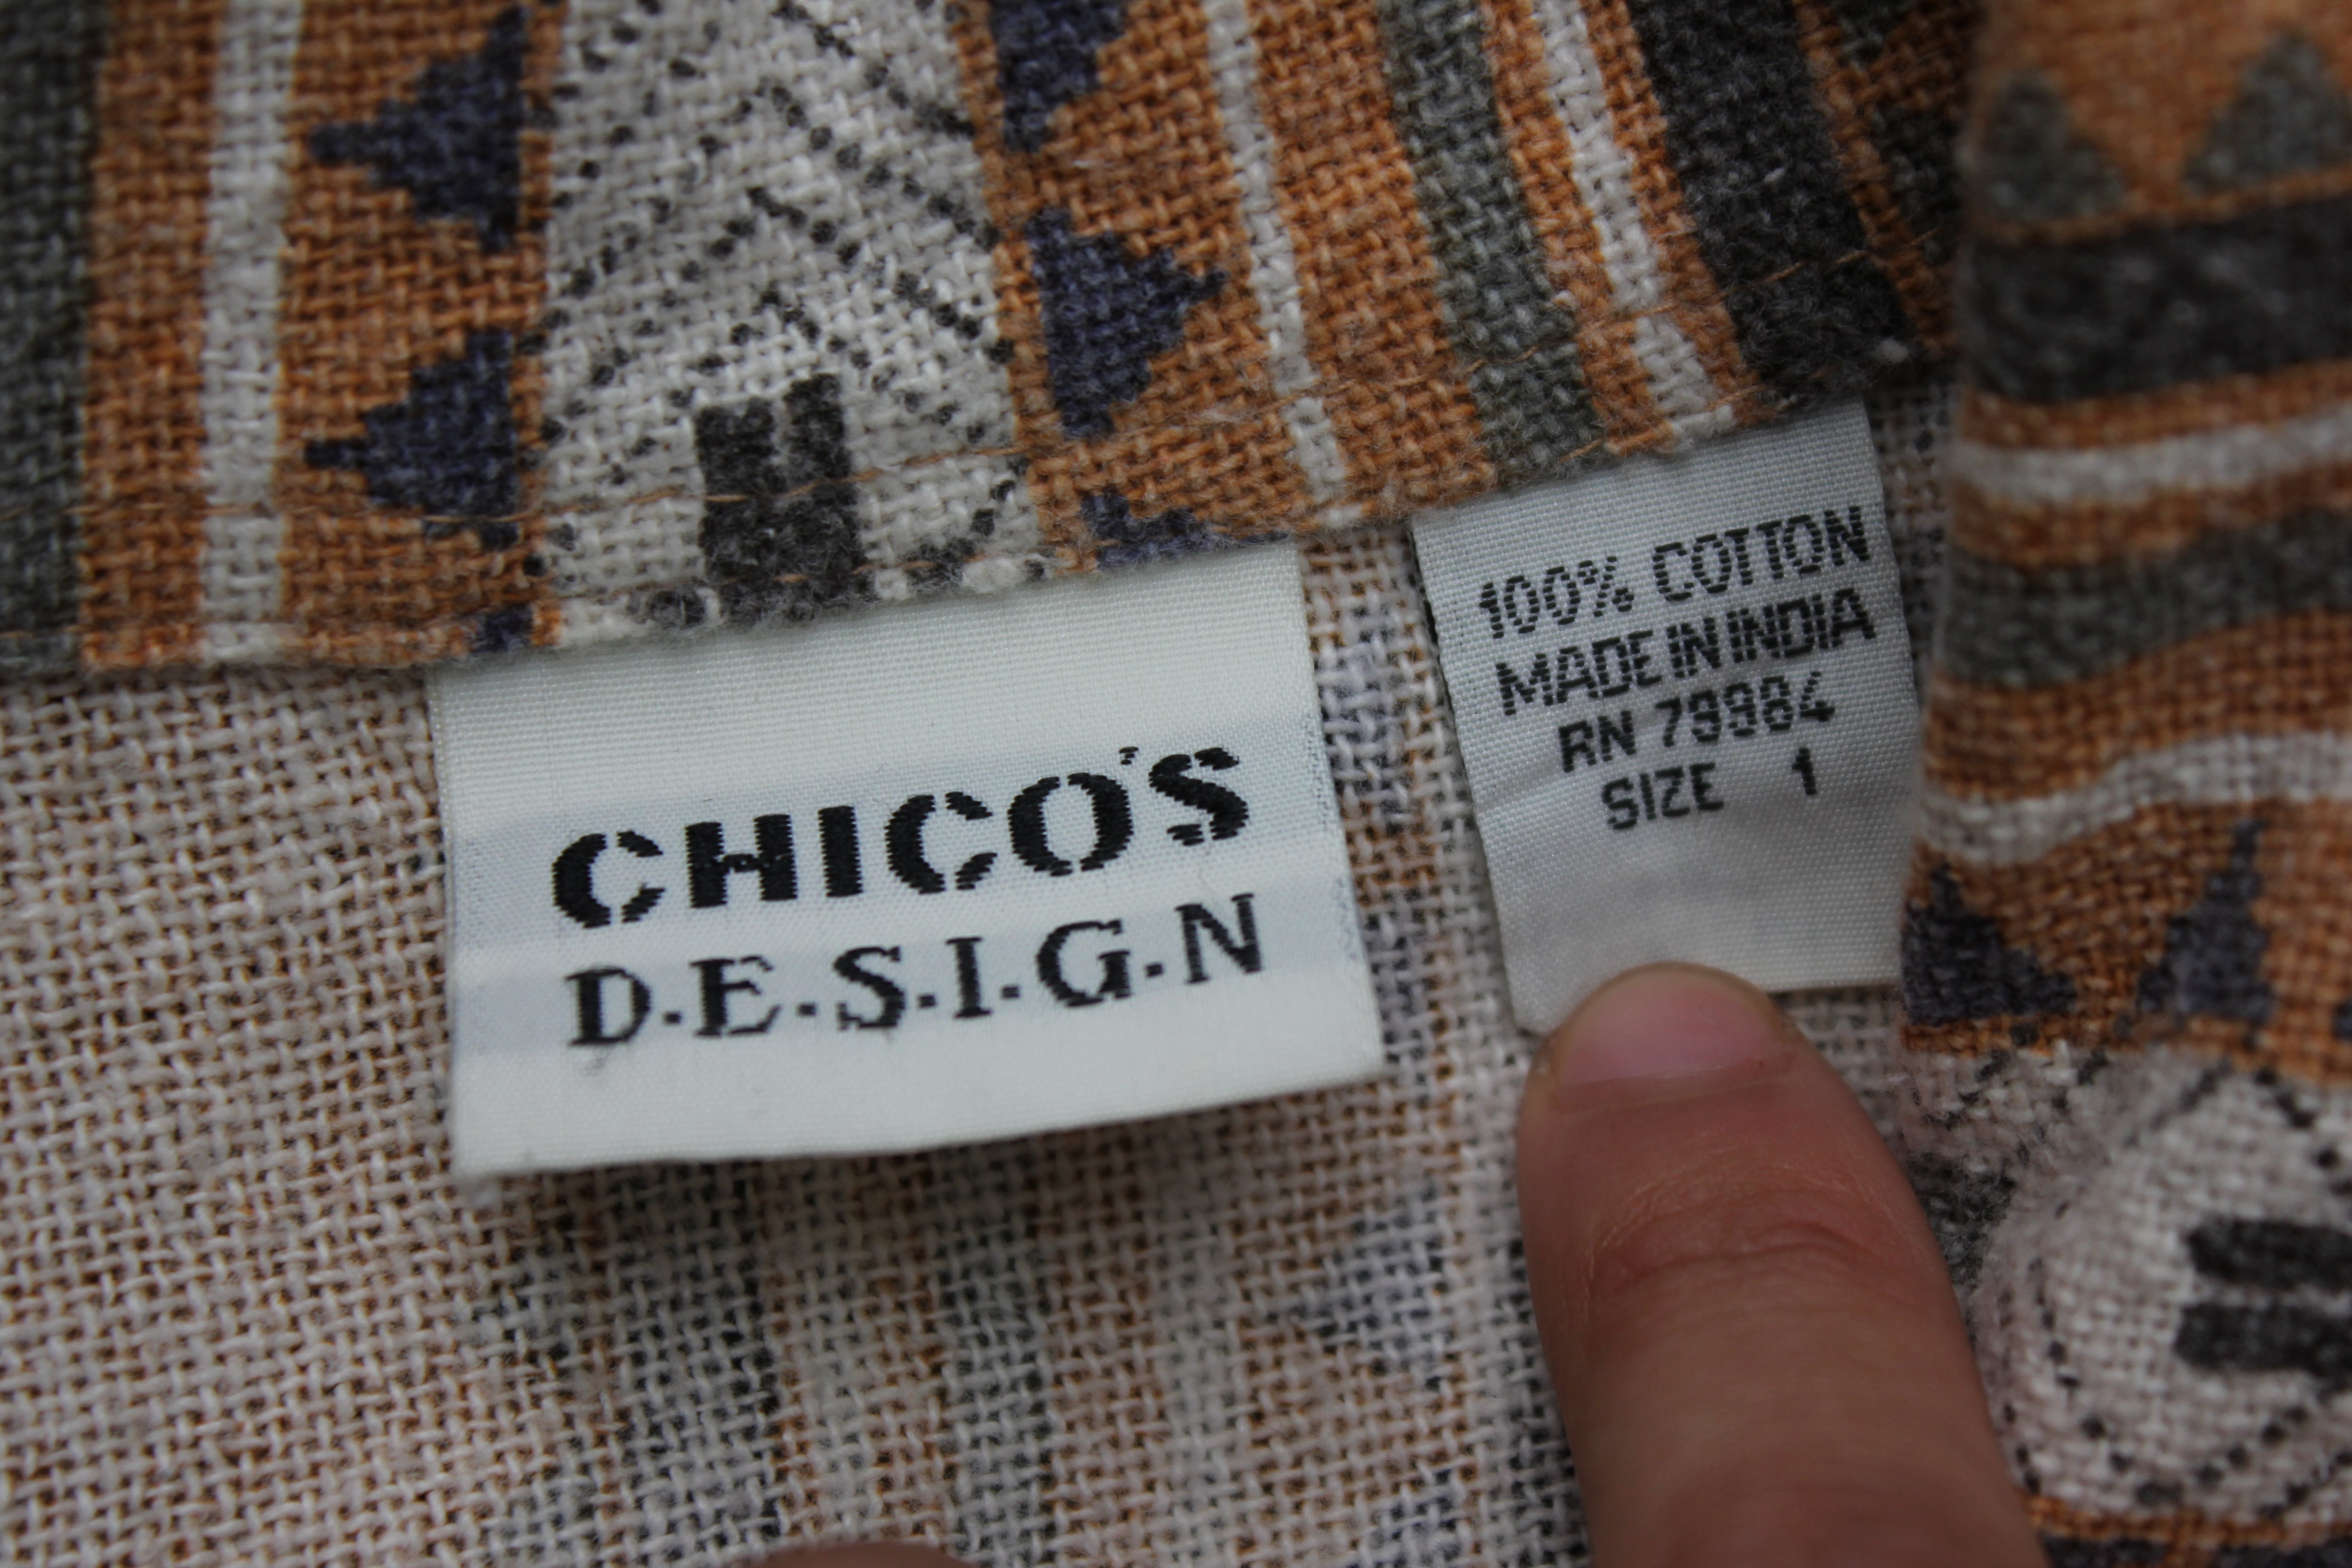 CHICO'S
D.E.S.I.G.N
100% COTTON
MADE IN INDIA
RN 79984
SIZE 1